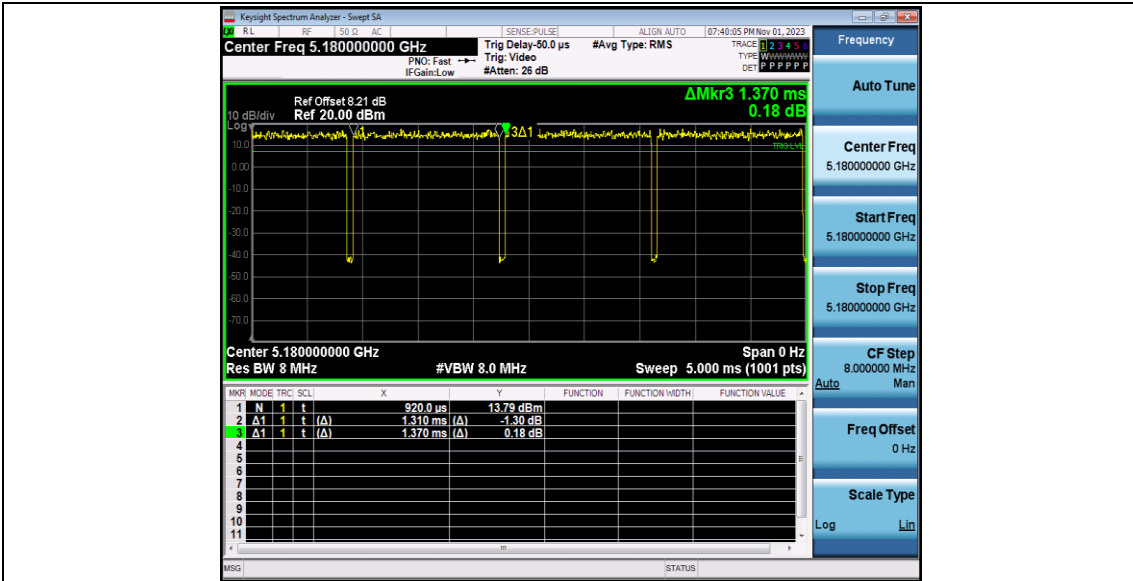 Keysight Spectrum Analyzer - Swept SA
RL RF 50 Ω AC SENSE:PULSE ALIGN AUTO 07:40:05 PM Nov 01, 2023
Center Freq 5.180000000 GHz
PNO: Fast
IFGain:Low
Trig Delay-50.0 µs
Trig: Video
#Atten: 26 dB
#Avg Type: RMS
TRACE 1 2 3 4 5 6
TYPE WWWWWW
DET P P P P P P
ΔMkr3 1.370 ms
0.18 dB
Ref Offset 8.21 dB
10 dB/div Ref 20.00 dBm
Log
1
3Δ1
TRIG LVL
10.0
0.00
-10.0
-20.0
-30.0
-40.0
-50.0
-60.0
-70.0
Center 5.180000000 GHz Span 0 Hz
Res BW 8 MHz #VBW 8.0 MHz Sweep 5.000 ms (1001 pts)
MKR MODE TRC SCL X Y FUNCTION FUNCTION WIDTH FUNCTION VALUE
1 N 1 t 920.0 µs 13.79 dBm
2 Δ1 1 t (Δ) 1.310 ms (Δ) -1.30 dB
3 Δ1 1 t (Δ) 1.370 ms (Δ) 0.18 dB
4
5
6
7
8
9
10
11
MSG STATUS
Frequency
Auto Tune
Center Freq
5.180000000 GHz
Start Freq
5.180000000 GHz
Stop Freq
5.180000000 GHz
CF Step
8.000000 MHz
Auto Man
Freq Offset
0 Hz
Scale Type
Log Lin